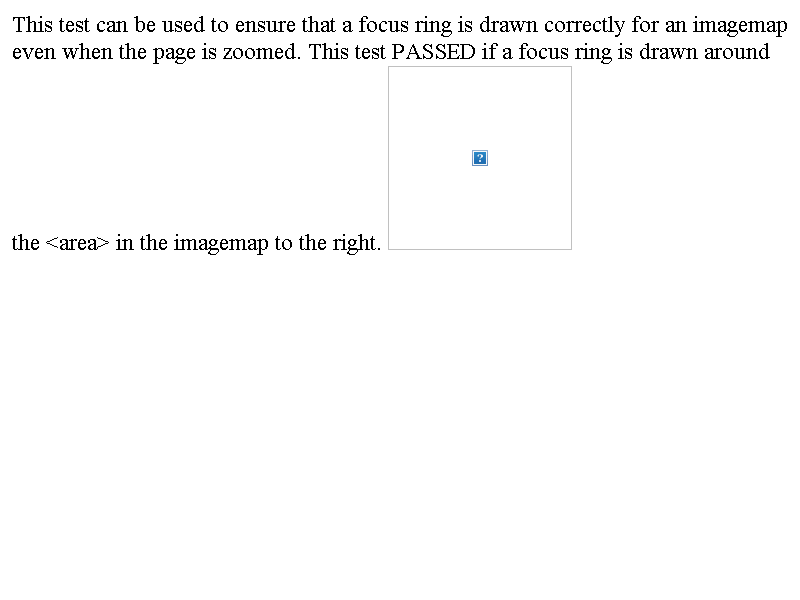 This test can be used to ensure that a focus ring is drawn correctly for an imagemap
even when the page is zoomed. This test PASSED if a focus ring is drawn around
?
the <area> in the imagemap to the right.